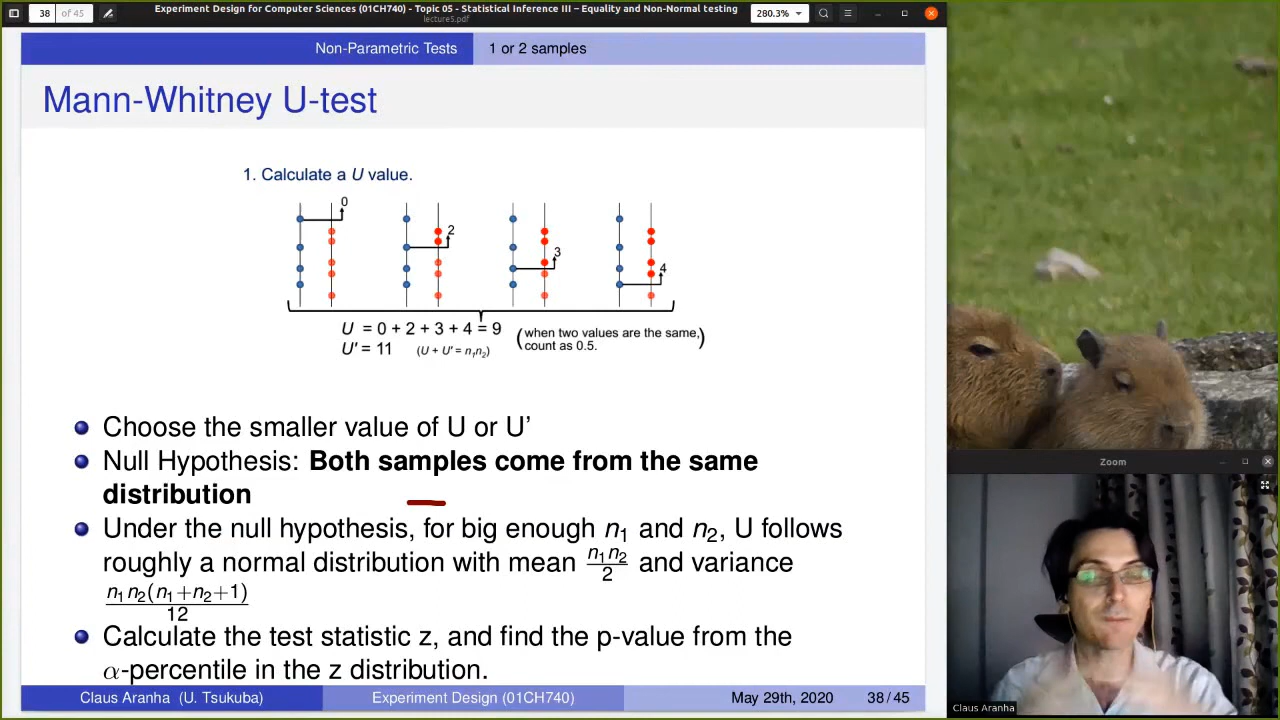 Experiment Design for Computer Sciences (01CH740) - Topic 05 - Statistical Inference III – Equality and Non-Normal testing
lecture5.pdf
38 of 45
280.3%
Non-Parametric Tests 1 or 2 samples
Mann-Whitney U-test
1. Calculate a U value.
0 2 3 4
U = 0 + 2 + 3 + 4 = 9
U' = 11 (U + U' = n₁n₂)
(when two values are the same, count as 0.5.)
Choose the smaller value of U or U'
Null Hypothesis: Both samples come from the same
distribution
Under the null hypothesis, for big enough n₁ and n₂, U follows
roughly a normal distribution with mean n₁n₂/2 and variance
n₁n₂(n₁+n₂+1)/12
Calculate the test statistic z, and find the p-value from the
α-percentile in the z distribution.
Claus Aranha (U. Tsukuba) Experiment Design (01CH740) May 29th, 2020 38 / 45
Zoom
Claus Aranha